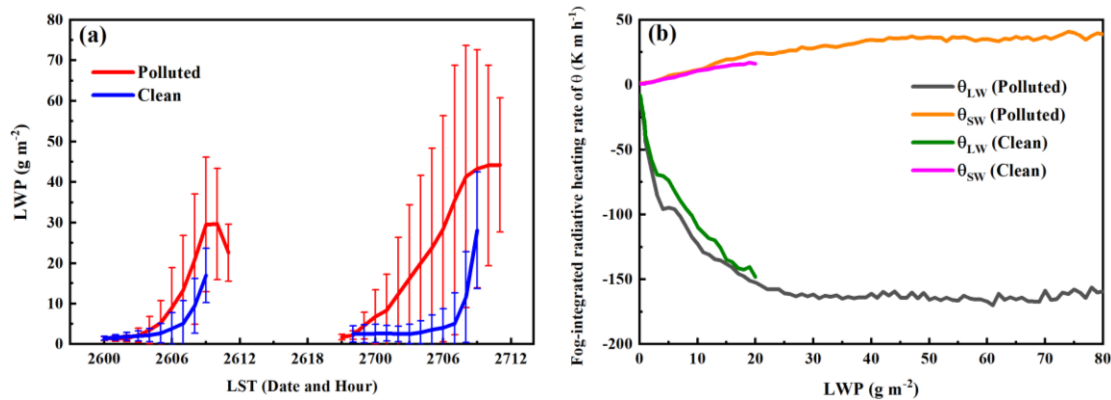 (a)
Polluted
Clean
LWP (g m⁻²)
80
70
60
50
40
30
20
10
0
2600
2606
2612
2618
2700
2706
2712
LST (Date and Hour)
(b)
θLW (Polluted)
θSW (Polluted)
θLW (Clean)
θSW (Clean)
Fog-integrated radiative heating rate of θ (K m h⁻¹)
50
0
-50
-100
-150
-200
0
10
20
30
40
50
60
70
80
LWP (g m⁻²)